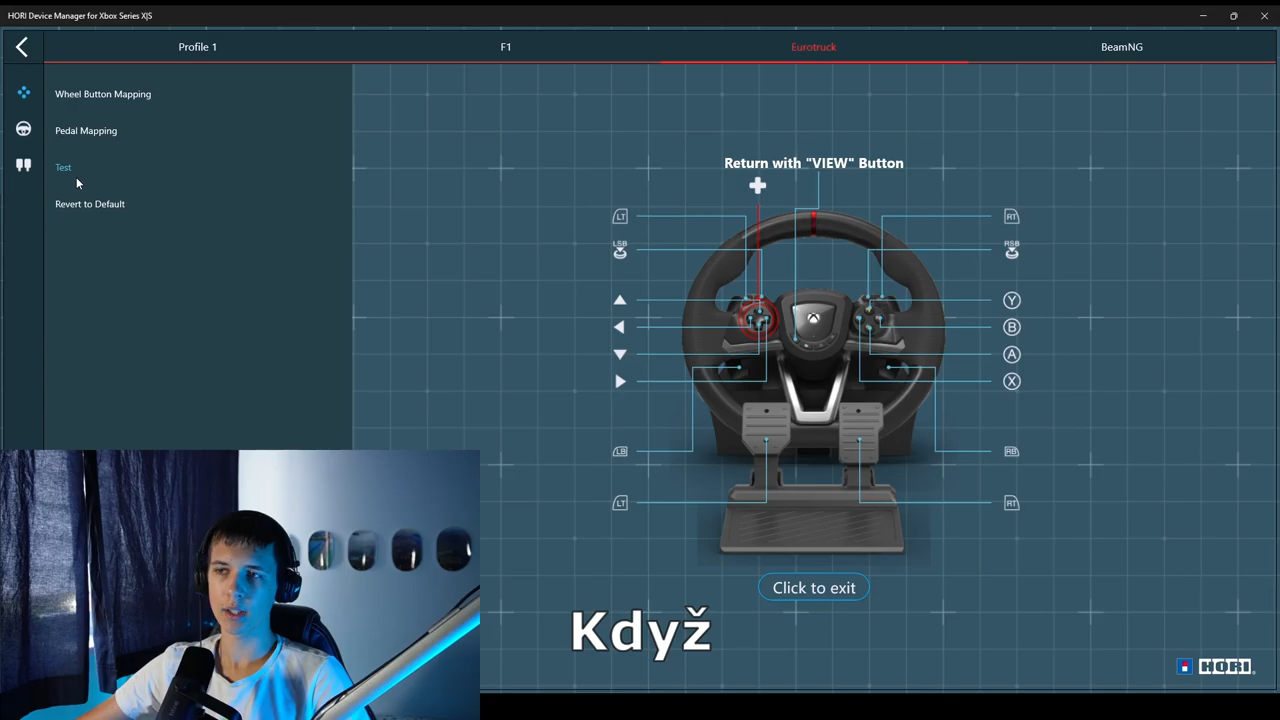 HORI Device Manager for Xbox Series X|S
Profile 1
F1
Eurotruck
BeamNG
Wheel Button Mapping
Pedal Mapping
Test
Revert to Default
Return with "VIEW" Button
LT
RT
LSB
RSB
Y
B
A
X
LB
RB
LT
RT
Click to exit
Když
HORI